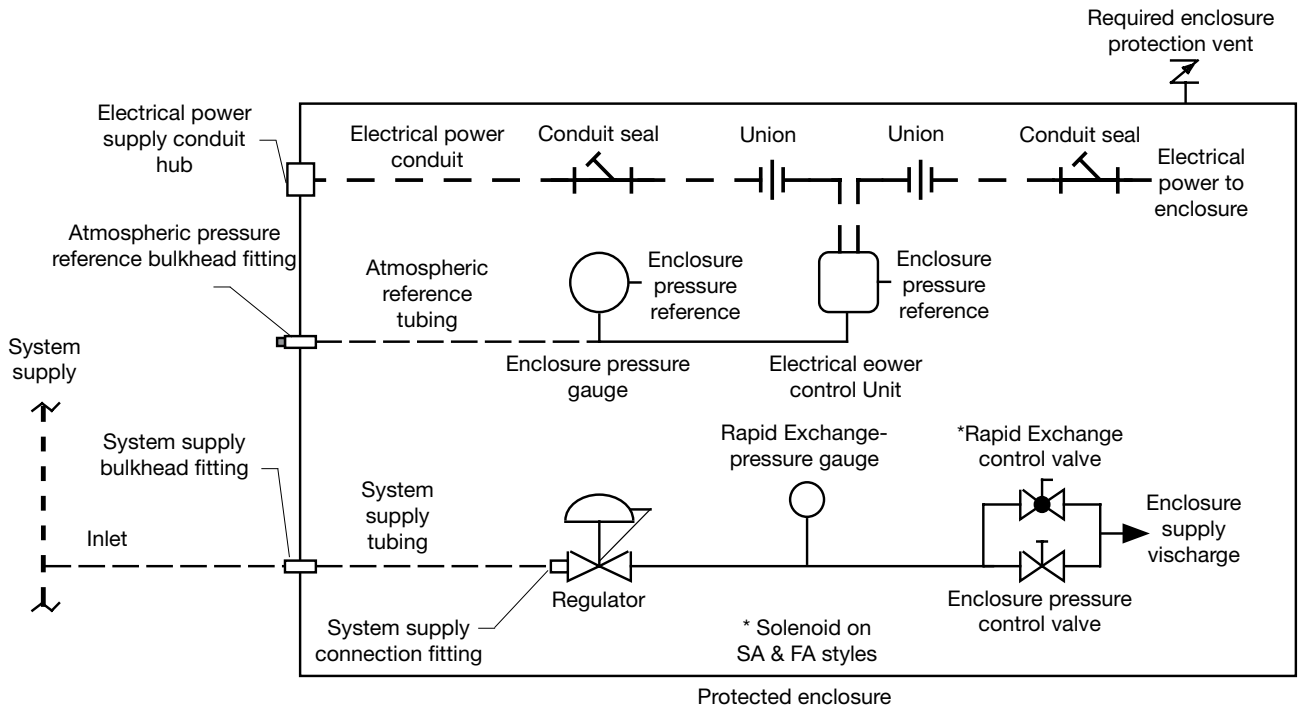 Required enclosure
protection vent
Electrical power
supply conduit
hub
Electrical power
conduit
Conduit seal
Union
Union
Conduit seal
Electrical
power to
enclosure
Atmospheric pressure
reference bulkhead fitting
Atmospheric
reference
tubing
Enclosure
pressure
reference
Enclosure
pressure
reference
Enclosure pressure
gauge
Electrical eower
control Unit
System
supply
System supply
bulkhead fitting
Inlet
System
supply
tubing
Rapid Exchange-
pressure gauge
*Rapid Exchange
control valve
Enclosure
supply
vischarge
Regulator
Enclosure pressure
control valve
System supply
connection fitting
* Solenoid on
SA & FA styles
Protected enclosure